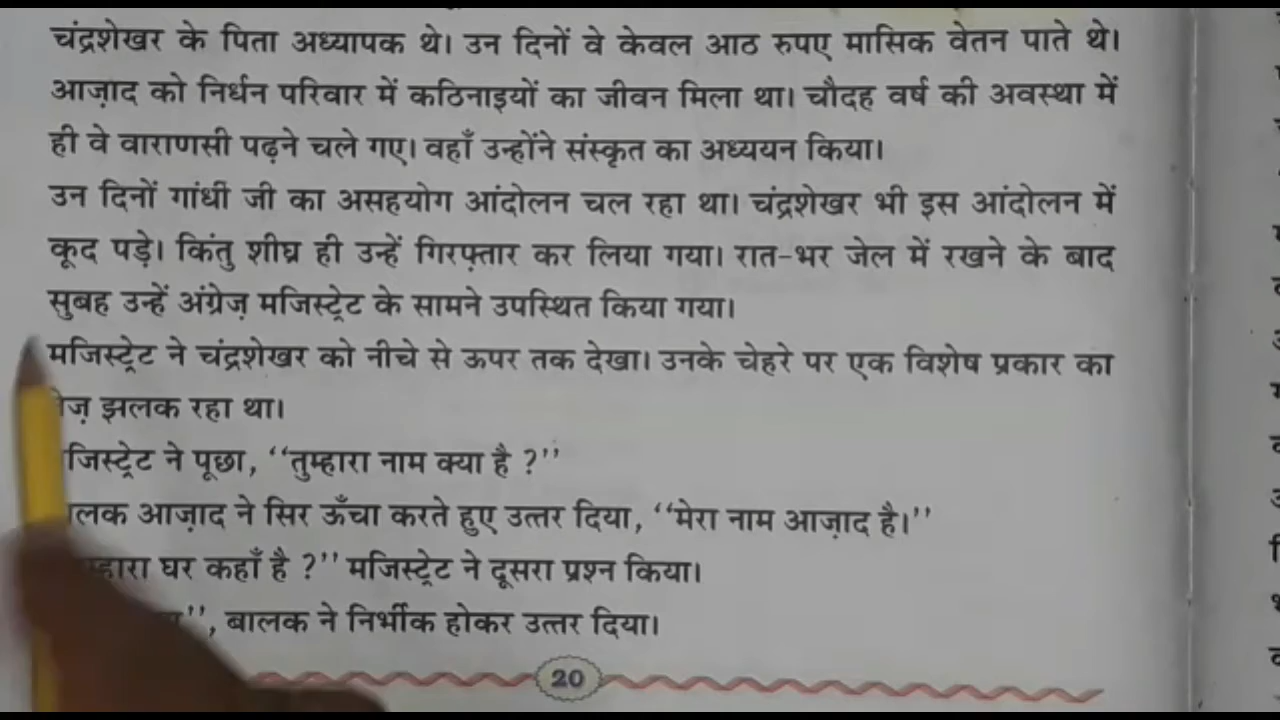 चंद्रशेखर के पिता अध्यापक थे। उन दिनों वे केवल आठ रुपए मासिक वेतन पाते थे।
आज़ाद को निर्धन परिवार में कठिनाइयों का जीवन मिला था। चौदह वर्ष की अवस्था में
ही वे वाराणसी पढ़ने चले गए। वहाँ उन्होंने संस्कृत का अध्ययन किया।
उन दिनों गांधी जी का असहयोग आंदोलन चल रहा था। चंद्रशेखर भी इस आंदोलन में
कूद पड़े। किंतु शीघ्र ही उन्हें गिरफ़्तार कर लिया गया। रात-भर जेल में रखने के बाद
सुबह उन्हें अंग्रेज़ मजिस्ट्रेट के सामने उपस्थित किया गया।
मजिस्ट्रेट ने चंद्रशेखर को नीचे से ऊपर तक देखा। उनके चेहरे पर एक विशेष प्रकार का
झलक रहा था।
जिस्ट्रेट ने पूछा, ‘‘तुम्हारा नाम क्या है ?’’
लक आज़ाद ने सिर ऊँचा करते हुए उत्तर दिया, ‘‘मेरा नाम आज़ाद है।’’
घर कहाँ है ?’’ मजिस्ट्रेट ने दूसरा प्रश्न किया।
’’, बालक ने निर्भीक होकर उत्तर दिया।
20